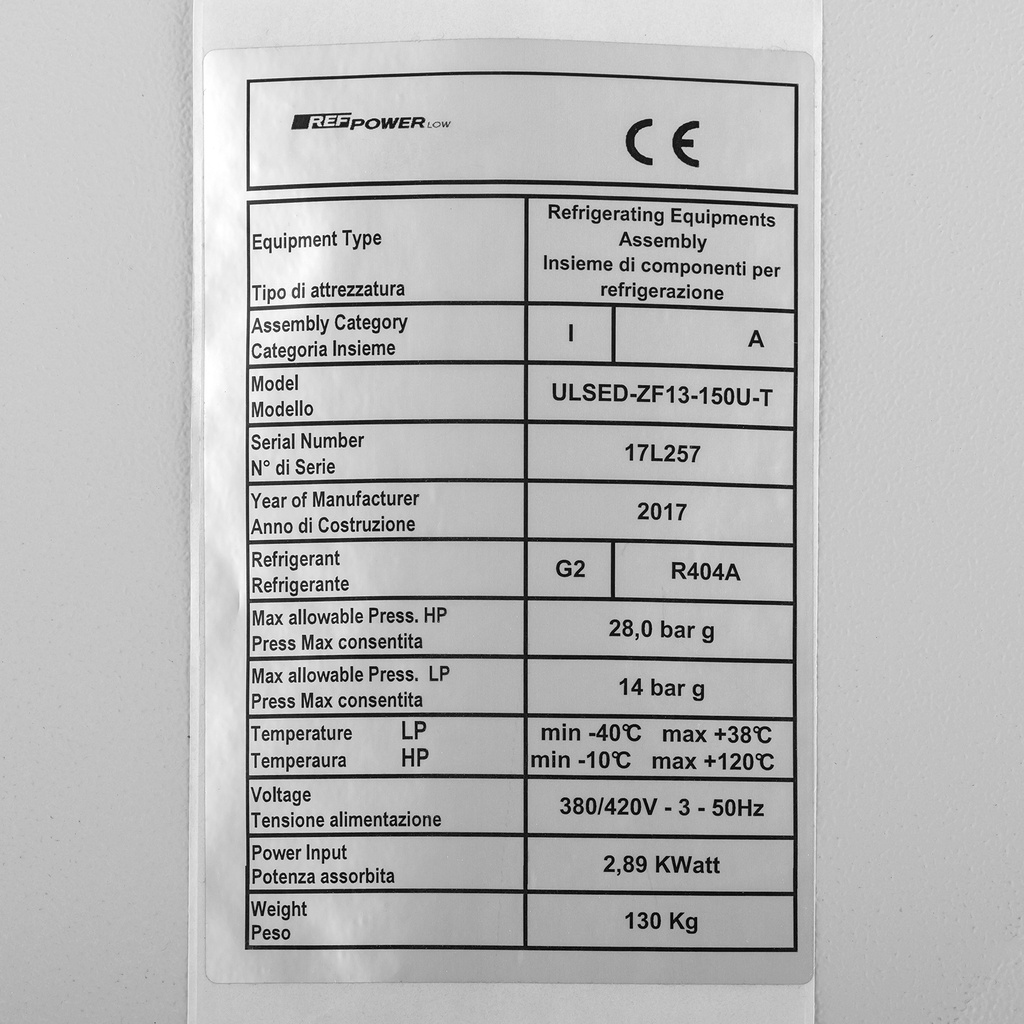 REFPOWER LOW
CE
Equipment Type
Tipo di attrezzatura
Refrigerating Equipments
Assembly
Insieme di componenti per
refrigerazione
Assembly Category
Categoria Insieme
I A
Model
Modello
ULSED-ZF13-150U-T
Serial Number
N° di Serie
17L257
Year of Manufacturer
Anno di Costruzione
2017
Refrigerant
Refrigerante
G2 R404A
Max allowable Press. HP
Press Max consentita
28,0 bar g
Max allowable Press. LP
Press Max consentita
14 bar g
Temperature LP min -40℃ max +38℃
Temperaura HP min -10℃ max +120℃
Voltage
Tensione alimentazione
380/420V - 3 - 50Hz
Power Input
Potenza assorbita
2,89 KWatt
Weight
Peso
130 Kg